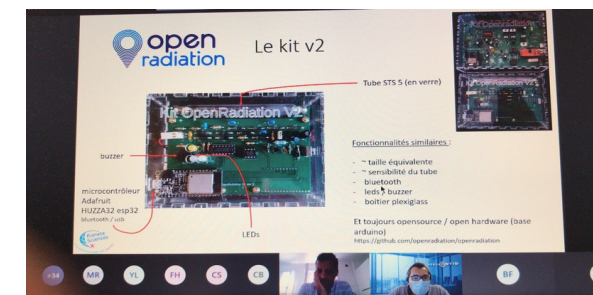 open
radiation
Le kit v2
Tube STS 5 (en verre)
Kit OpenRadiation V2
buzzer
microcontrôleur
Adafruit
HUZZA32 esp32
bluetooth / usb
LEDs
Fonctionnalités similaires :
- ~ taille équivalente
- ~ sensibilité du tube
- bluetooth
- leds / buzzer
- boitier plexiglass
Et toujours opensource / open hardware (base
arduino)
https://github.com/openradiation/openradiation
Planète
Sciences
+34
MR
YL
FH
CS
CB
BF